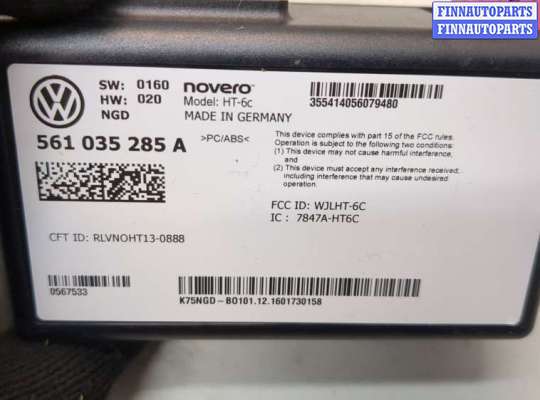 FINNAUTOPARTS
FINNAUTOPARTS
SW: 0160
HW: 020
NGD
novero
Model: HT-6c
MADE IN GERMANY
355414056079480
561 035 285 A
>PC/ABS<
This device complies with part 15 of the FCC rules.
Operation is subject to the following two conditions:
(1) This device may not cause harmful interference,
and
(2) This device must accept any interference received,
including interference that may cause undesired
operation.
FCC ID: WJLHT-6C
IC : 7847A-HT6C
CFT ID: RLVNOHT13-0888
0567533
K75NGD-BO101.12.1601730158